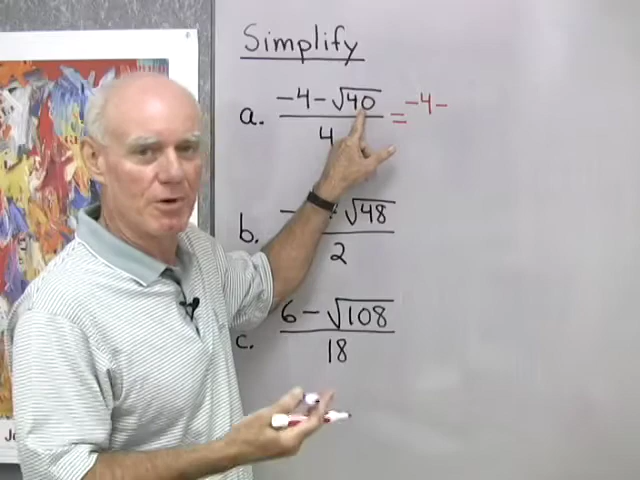 Simplify
a. -4-√40 / 4 = -4-
b. √48 / 2
c. 6-√108 / 18